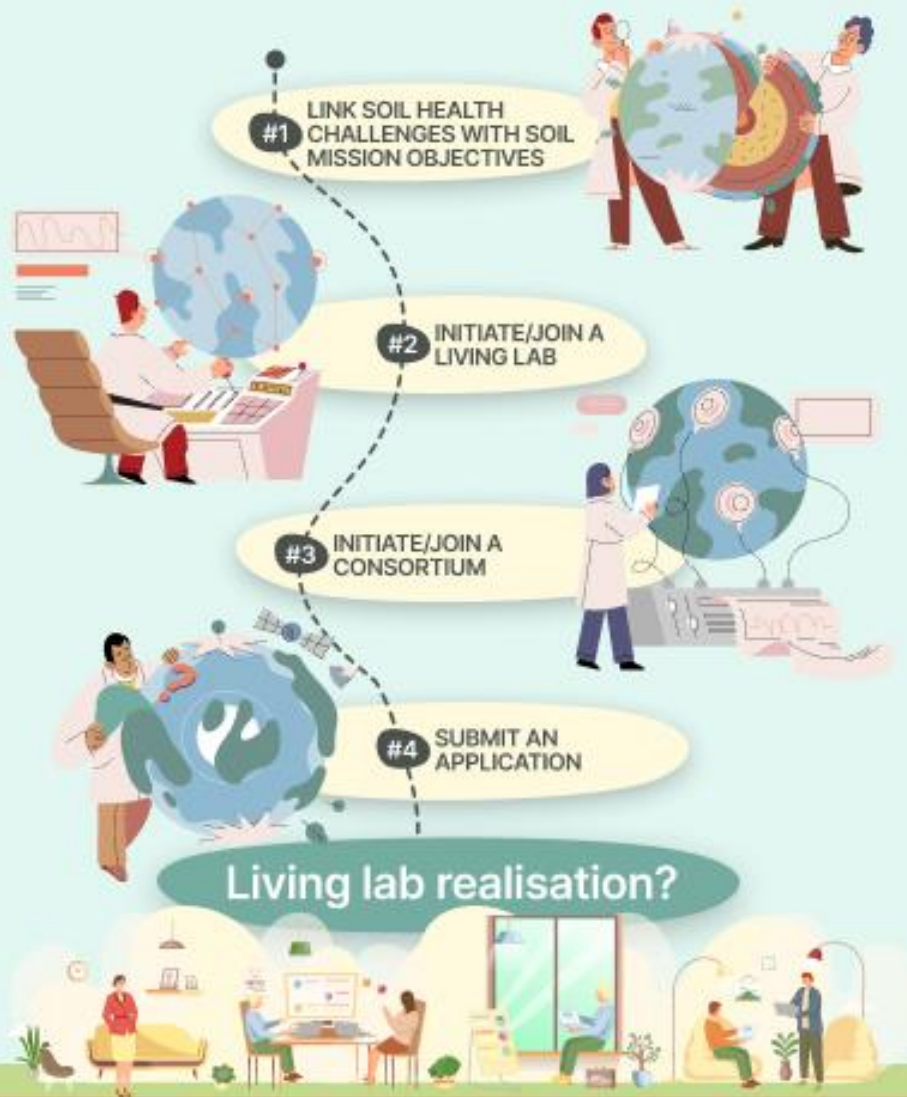 #1
LINK SOIL HEALTH
CHALLENGES WITH SOIL
MISSION OBJECTIVES
#2
INITIATE/JOIN A
LIVING LAB
#3
INITIATE/JOIN A
CONSORTIUM
#4
SUBMIT AN
APPLICATION
Living lab realisation?